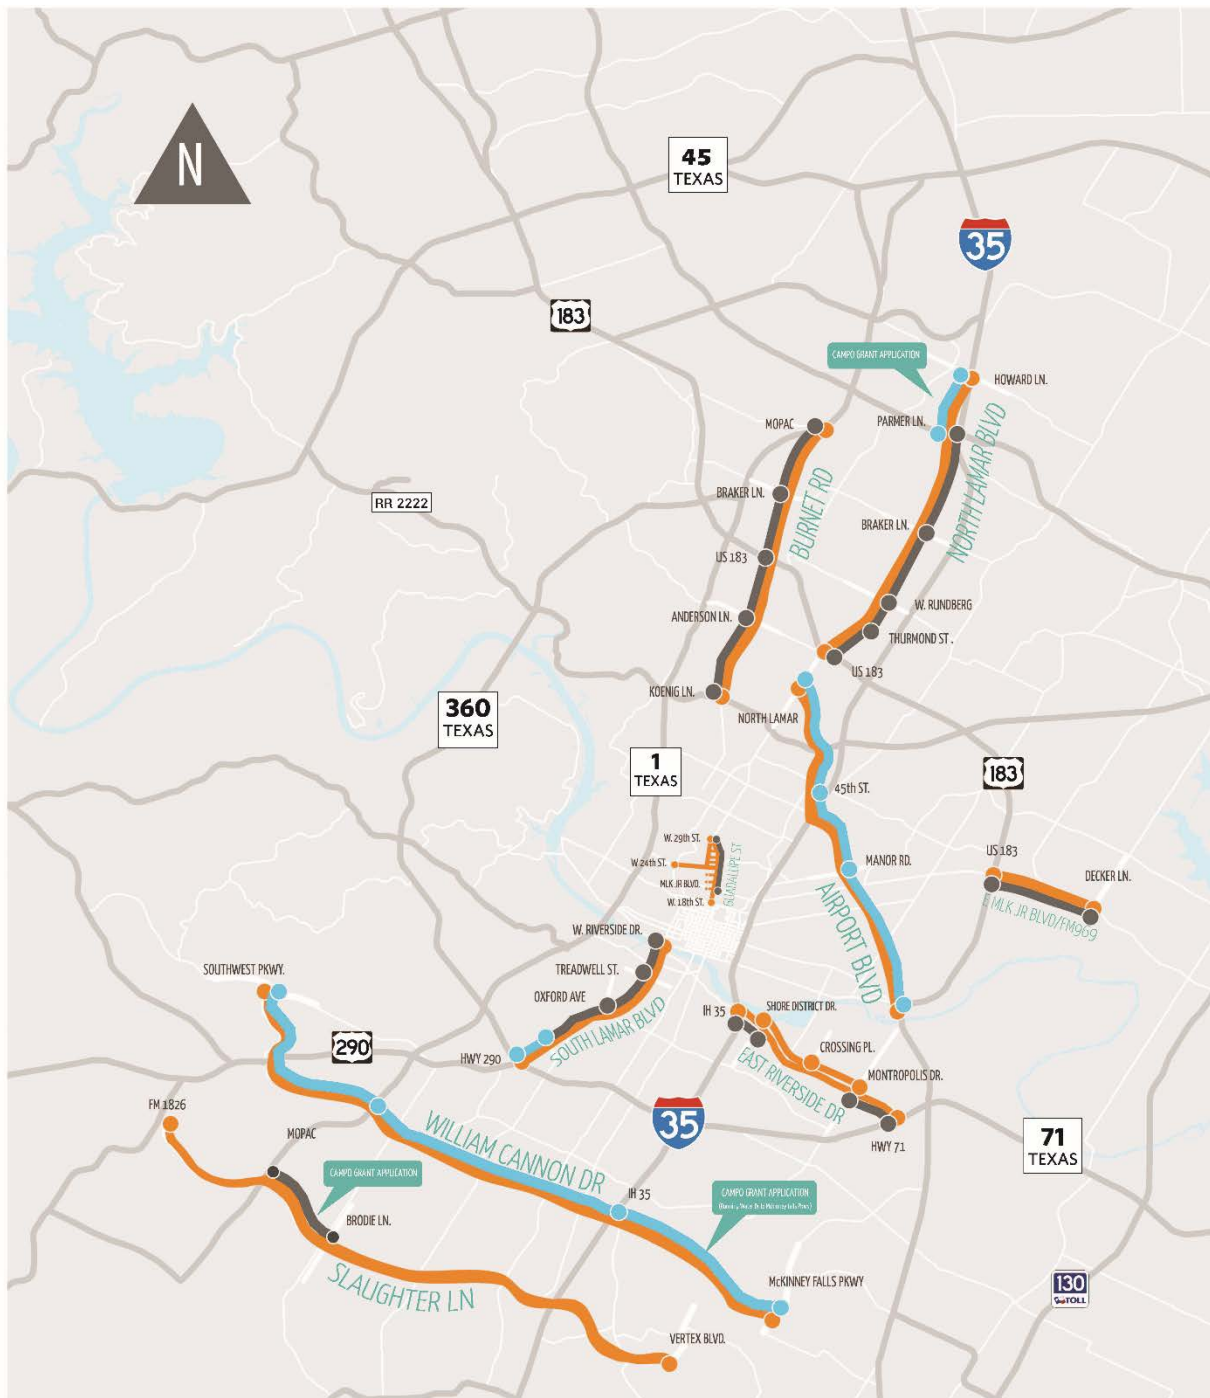 N
45
TEXAS
35
183
CAMPO GRANT APPLICATION
HOWARD LN.
MOPAC
PARMER LN.
NORTH LAMAR BLVD
BURNET RD
BRAKER LN.
RR 2222
BRAKER LN.
US 183
W. RUNDBERG
ANDERSON LN.
THURMOND ST .
US 183
KOENIG LN.
360
TEXAS
NORTH LAMAR
1
TEXAS
183
45th ST.
W. 29th ST.
GUADALUPE ST
US 183
W 24th ST.
MANOR RD.
DECKER LN.
MLK JR BLVD.
W. 18th ST.
E MLK JR BLVD/FM969
AIRPORT BLVD
W. RIVERSIDE DR.
SOUTHWEST PKWY.
TREADWELL ST.
OXFORD AVE
SHORE DISTRICT DR.
IH 35
SOUTH LAMAR BLVD
290
HWY 290
CROSSING PL.
EAST RIVERSIDE DR
MONTROPOLIS DR.
FM 1826
35
MOPAC
WILLIAM CANNON DR
HWY 71
71
TEXAS
CAMPO GRANT APPLICATION
IH 35
CAMPO GRANT APPLICATION
BRODIE LN.
SLAUGHTER LN
McKINNEY FALLS PKWY
130
TOLL
VERTEX BLVD.